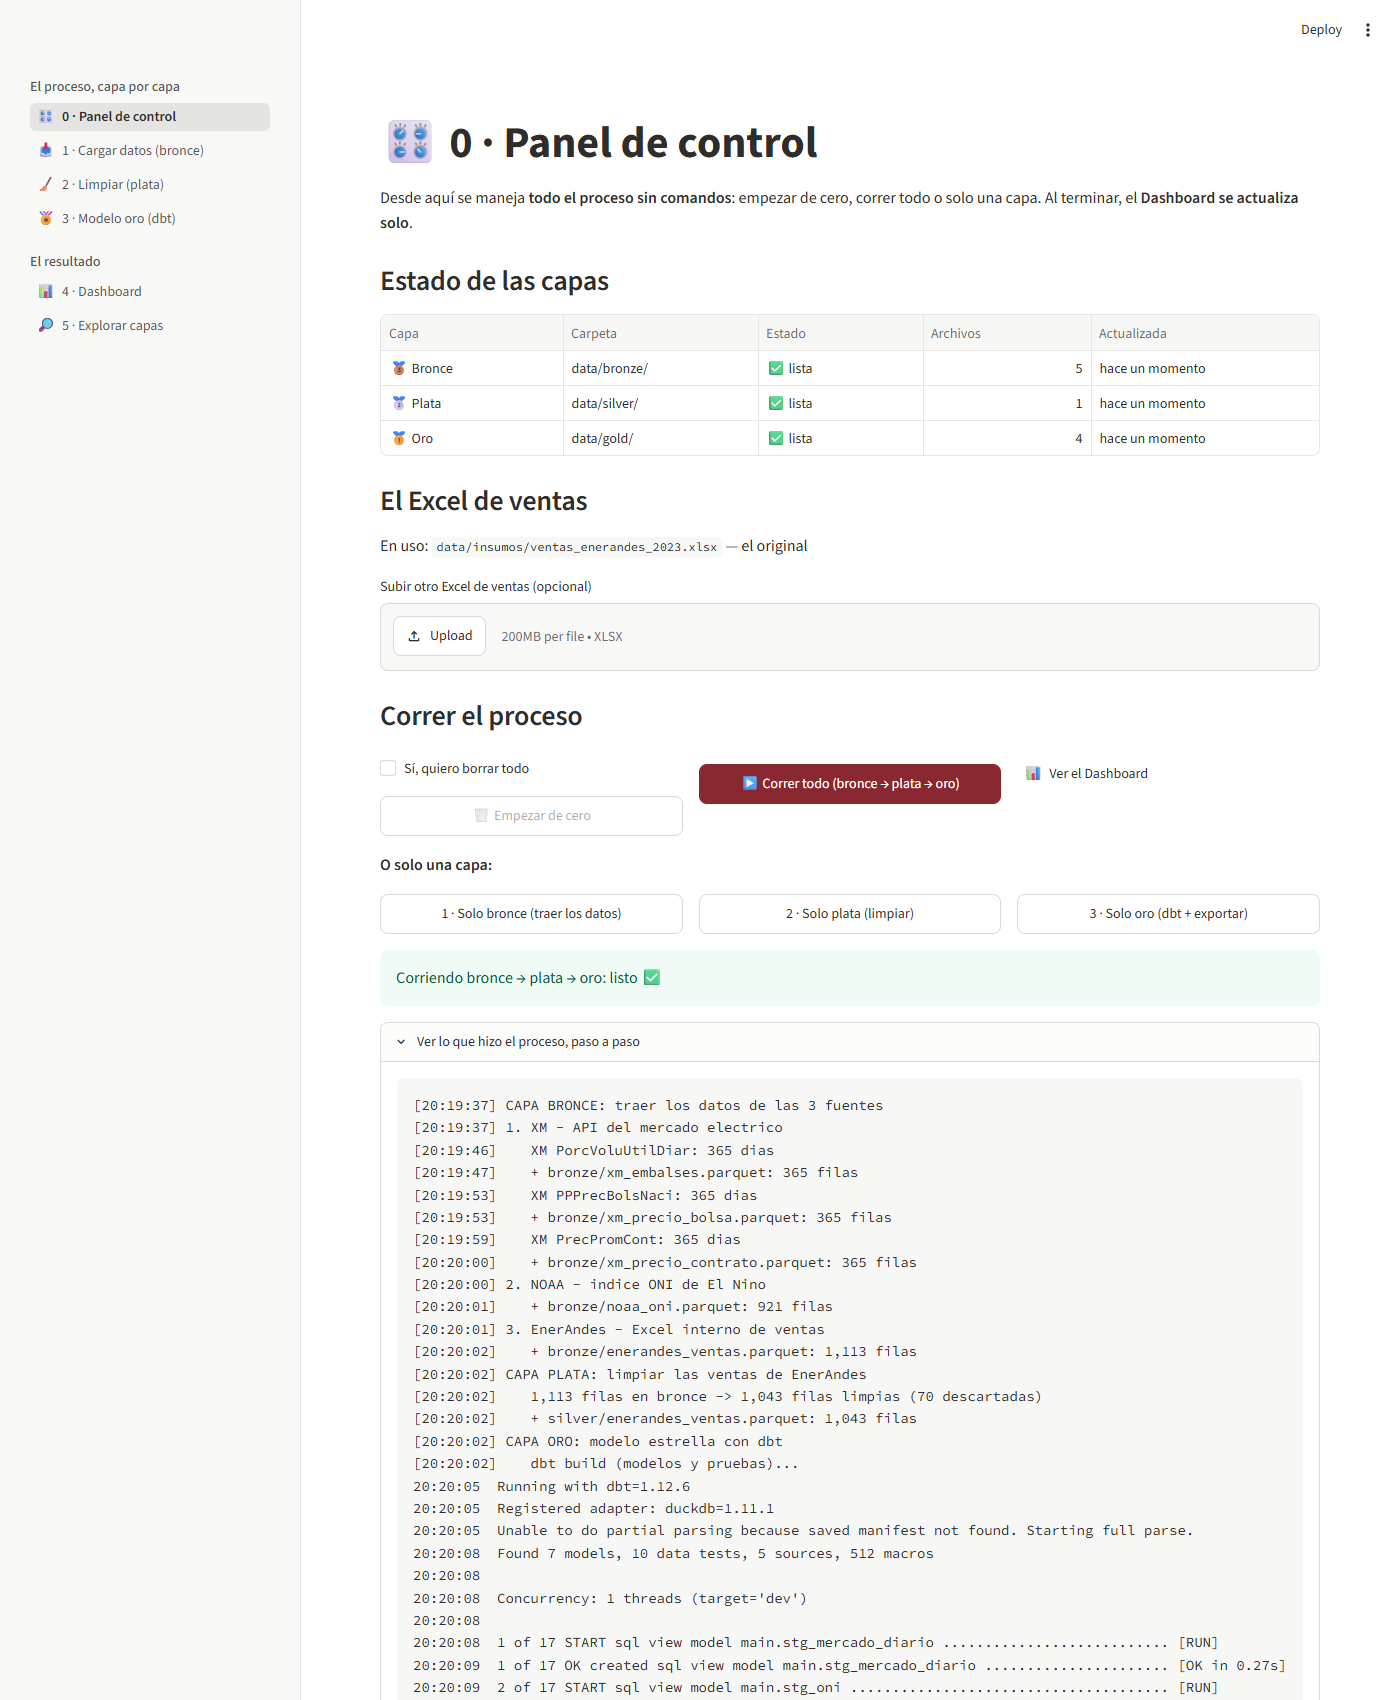 Deploy
El proceso, capa por capa
0 · Panel de control
1 · Cargar datos (bronce)
2 · Limpiar (plata)
3 · Modelo oro (dbt)
El resultado
4 · Dashboard
5 · Explorar capas
0 · Panel de control
Desde aquí se maneja todo el proceso sin comandos: empezar de cero, correr todo o solo una capa. Al terminar, el Dashboard se actualiza
solo.
Estado de las capas
Capa Carpeta Estado Archivos Actualizada
Bronce data/bronze/ lista 5 hace un momento
Plata data/silver/ lista 1 hace un momento
Oro data/gold/ lista 4 hace un momento
El Excel de ventas
En uso: data/insumos/ventas_enerandes_2023.xlsx — el original
Subir otro Excel de ventas (opcional)
Upload 200MB per file • XLSX
Correr el proceso
Sí, quiero borrar todo
Correr todo (bronce → plata → oro)
Ver el Dashboard
Empezar de cero
O solo una capa:
1 · Solo bronce (traer los datos)
2 · Solo plata (limpiar)
3 · Solo oro (dbt + exportar)
Corriendo bronce → plata → oro: listo
Ver lo que hizo el proceso, paso a paso
[20:19:37] CAPA BRONCE: traer los datos de las 3 fuentes
[20:19:37] 1. XM - API del mercado electrico
[20:19:46]    XM PorcVoluUtilDiar: 365 dias
[20:19:47]    + bronze/xm_embalses.parquet: 365 filas
[20:19:53]    XM PPPrecBolsNaci: 365 dias
[20:19:53]    + bronze/xm_precio_bolsa.parquet: 365 filas
[20:19:59]    XM PrecPromCont: 365 dias
[20:20:00]    + bronze/xm_precio_contrato.parquet: 365 filas
[20:20:00] 2. NOAA - indice ONI de El Nino
[20:20:01]    + bronze/noaa_oni.parquet: 921 filas
[20:20:01] 3. EnerAndes - Excel interno de ventas
[20:20:02]    + bronze/enerandes_ventas.parquet: 1,113 filas
[20:20:02] CAPA PLATA: limpiar las ventas de EnerAndes
[20:20:02]    1,113 filas en bronce -> 1,043 filas limpias (70 descartadas)
[20:20:02]    + silver/enerandes_ventas.parquet: 1,043 filas
[20:20:02] CAPA ORO: modelo estrella con dbt
[20:20:02]    dbt build (modelos y pruebas)...
20:20:05  Running with dbt=1.12.6
20:20:05  Registered adapter: duckdb=1.11.1
20:20:05  Unable to do partial parsing because saved manifest not found. Starting full parse.
20:20:08  Found 7 models, 10 data tests, 5 sources, 512 macros
20:20:08
20:20:08  Concurrency: 1 threads (target='dev')
20:20:08
20:20:08  1 of 17 START sql view model main.stg_mercado_diario ........................... [RUN]
20:20:09  1 of 17 OK created sql view model main.stg_mercado_diario ...................... [OK in 0.27s]
20:20:09  2 of 17 START sql view model main.stg_oni ...................................... [RUN]